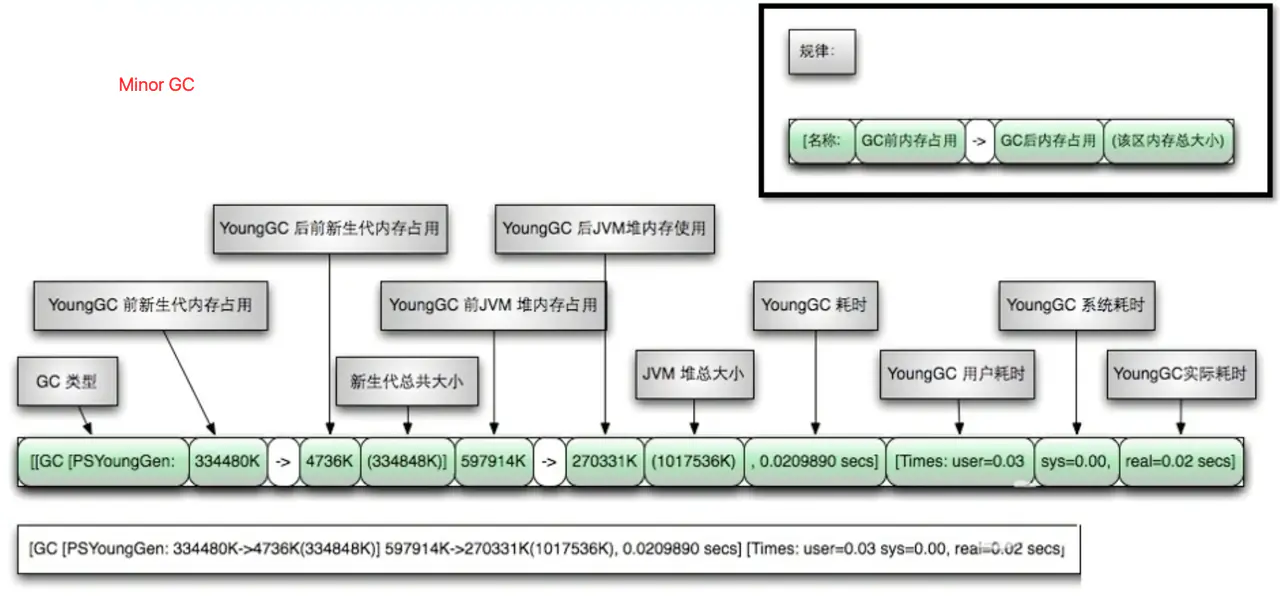 Minor GC
规律:
[名称: GC前内存占用 -> GC后内存占用 (该区内存总大小)
YoungGC 后前新生代内存占用
YoungGC 后JVM堆内存使用
YoungGC 前新生代内存占用
YoungGC 前JVM 堆内存占用
YoungGC 耗时
YoungGC 系统耗时
GC 类型
新生代总共大小
JVM 堆总大小
YoungGC 用户耗时
YoungGC实际耗时
[[GC [PSYoungGen: 334480K -> 4736K (334848K)] 597914K -> 270331K (1017536K) , 0.0209890 secs] [Times: user=0.03 sys=0.00, real=0.02 secs]
[GC [PSYoungGen: 334480K->4736K(334848K)] 597914K->270331K(1017536K), 0.0209890 secs] [Times: user=0.03 sys=0.00, real=0.02 secs]